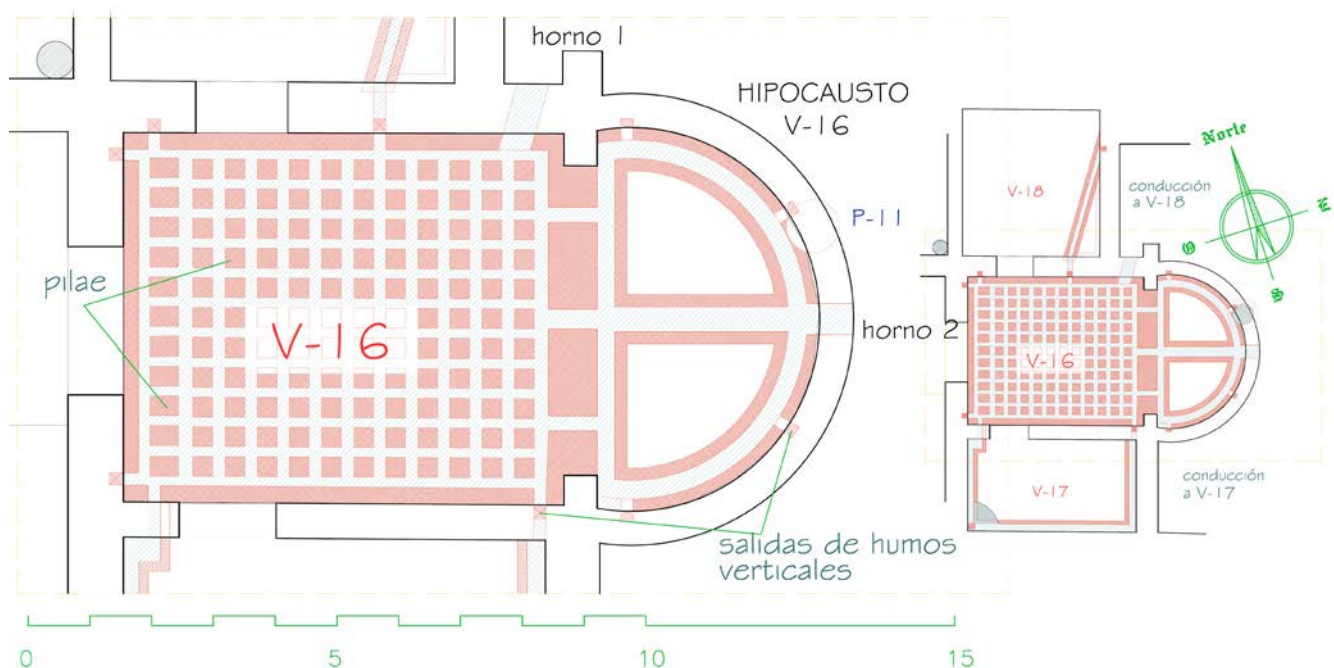 horno 1
HIPOCAUSTO
V-16
P-11
pilae
V-16
horno 2
salidas de humos
verticales
0
5
10
15
V-18
conducción
a V-18
Norte
E
S
O
V-16
V-17
conducción
a V-17